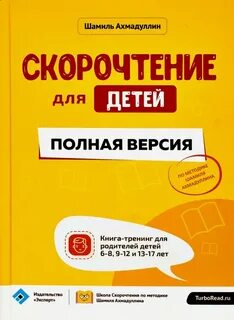 Шамиль Ахмадуллин
СКОРОЧТЕНИЕ
для ДЕТЕЙ
ПОЛНАЯ ВЕРСИЯ
ПО МЕТОДИКЕ
ШАМИЛЯ
АХМАДУЛЛИНА
Книга-тренинг для
родителей детей
6-8, 9-12 и 13-17 лет
Издательство
«Эксперт»
Школа Скорочтения по методике
Шамиля Ахмадуллина
TurboRead.ru